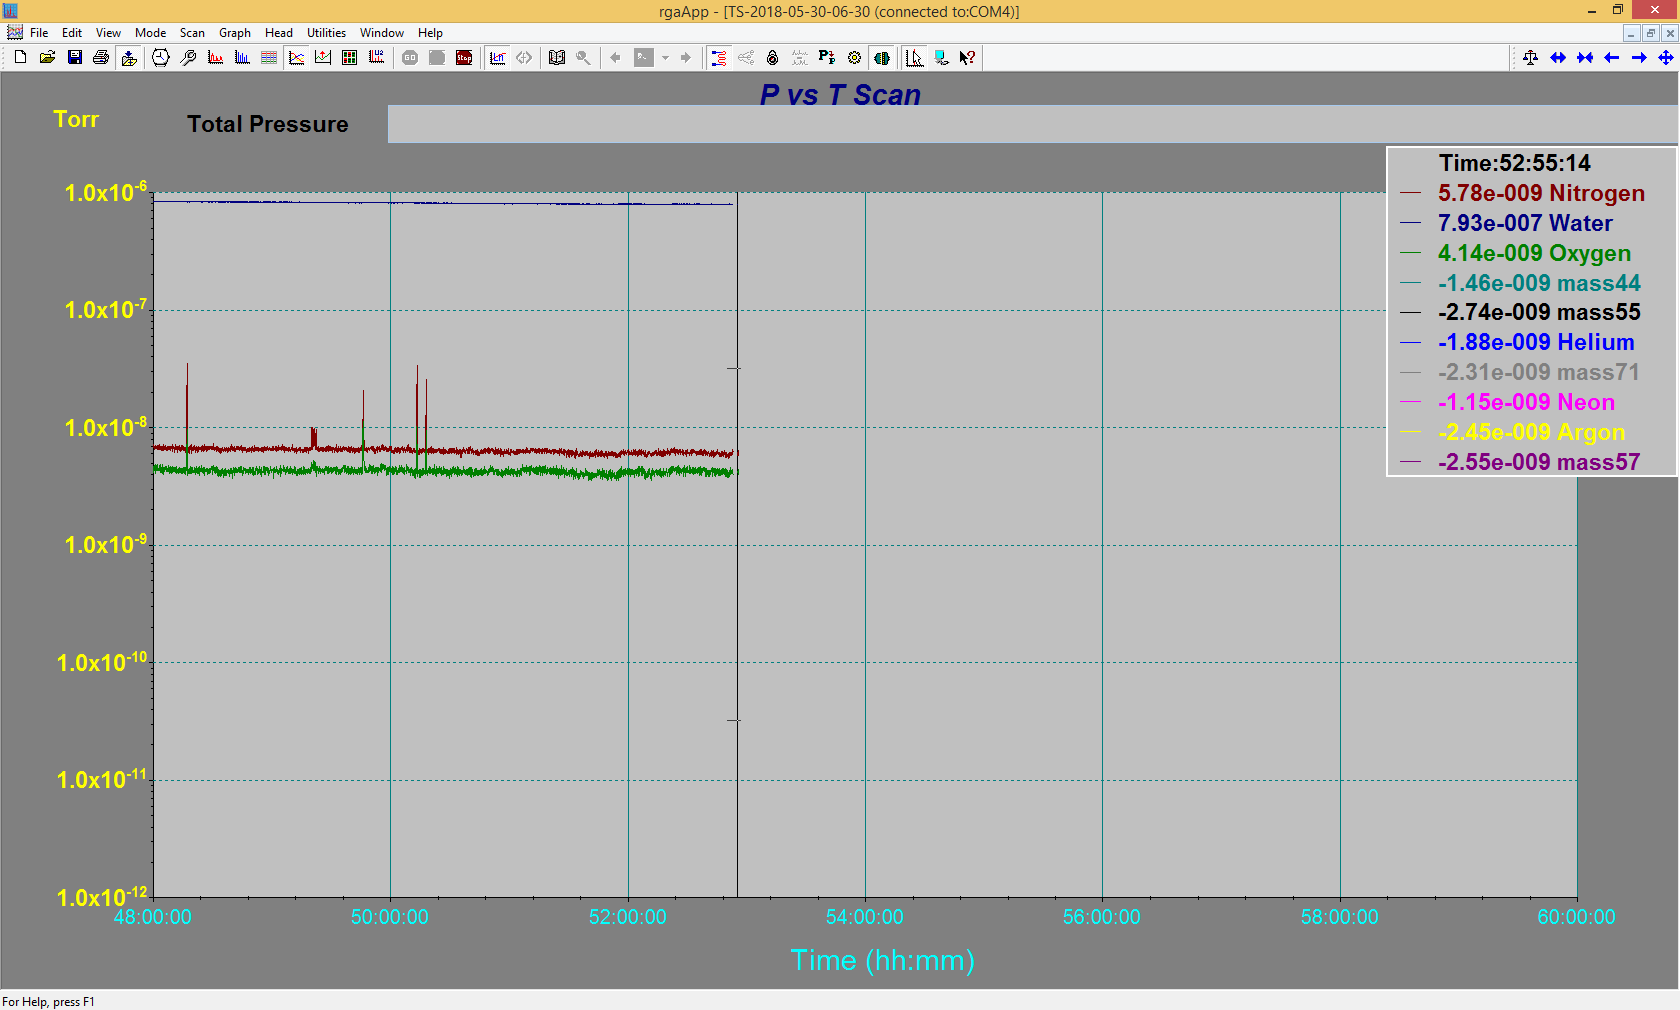 rgaApp - [TS-2018-05-30-06-30 (connected to:COM4)]
File Edit View Mode Scan Graph Head Utilities Window Help
GO Stop
P vs T Scan
Torr
Total Pressure
Time:52:55:14
5.78e-009 Nitrogen
7.93e-007 Water
4.14e-009 Oxygen
-1.46e-009 mass44
-2.74e-009 mass55
-1.88e-009 Helium
-2.31e-009 mass71
-1.15e-009 Neon
-2.45e-009 Argon
-2.55e-009 mass57
1.0x10⁻⁶
1.0x10⁻⁷
1.0x10⁻⁸
1.0x10⁻⁹
1.0x10⁻¹⁰
1.0x10⁻¹¹
1.0x10⁻¹²
48:00:00 50:00:00 52:00:00 54:00:00 56:00:00 58:00:00 60:00:00
Time (hh:mm)
For Help, press F1